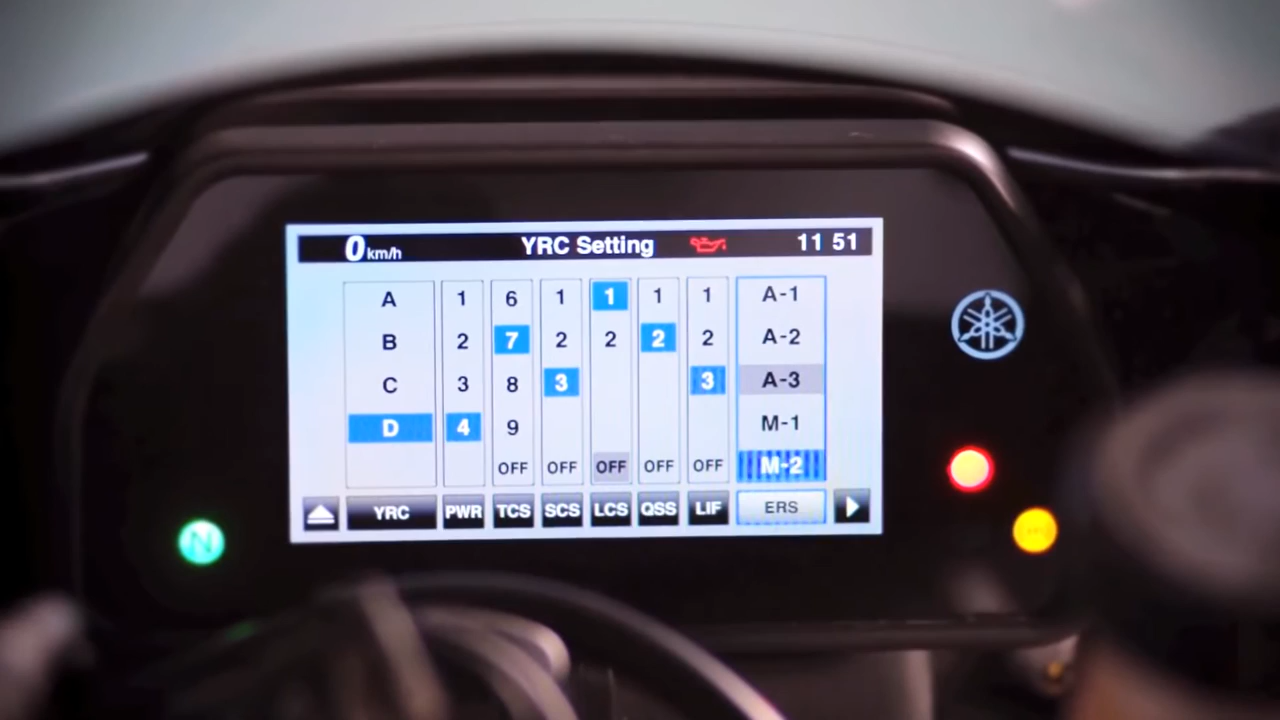 0 km/h YRC Setting 11 51
A 1 6 1 1 1 1 A-1
B 2 7 2 2 2 2 A-2
C 3 8 3 3 A-3
D 4 9 M-1
OFF OFF OFF OFF OFF M-2
YRC PWR TCS SCS LCS QSS LIF ERS
N